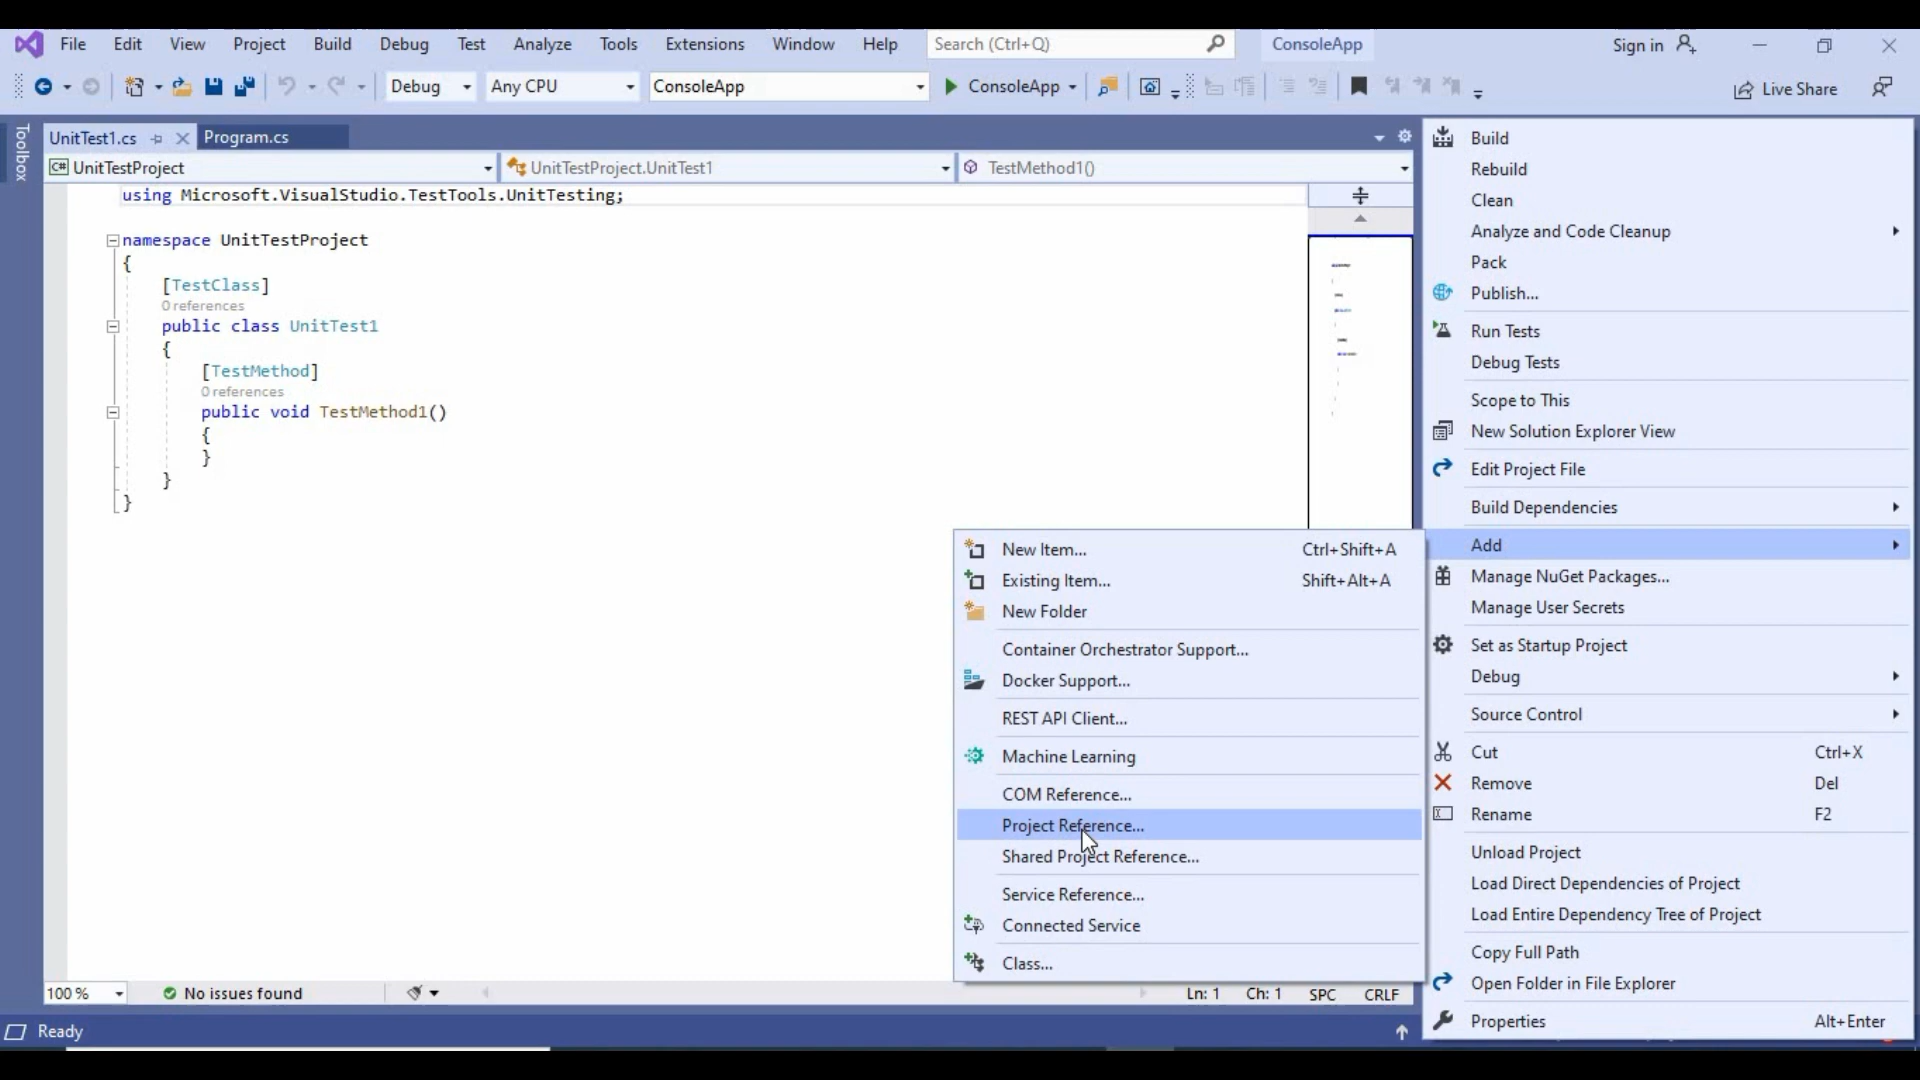 File Edit View Project Build Debug Test Analyze Tools Extensions Window Help Search (Ctrl+Q) ConsoleApp Sign in
Debug Any CPU ConsoleApp ConsoleApp Live Share
Toolbox
UnitTest1.cs Program.cs
C# UnitTestProject UnitTestProject.UnitTest1 TestMethod1()
using Microsoft.VisualStudio.TestTools.UnitTesting;
namespace UnitTestProject
{
[TestClass]
0 references
public class UnitTest1
{
[TestMethod]
0 references
public void TestMethod1()
{
}
}
}
Build
Rebuild
Clean
Analyze and Code Cleanup
Pack
Publish...
Run Tests
Debug Tests
Scope to This
New Solution Explorer View
Edit Project File
Build Dependencies
Add
Manage NuGet Packages...
Manage User Secrets
Set as Startup Project
Debug
Source Control
Cut Ctrl+X
Remove Del
Rename F2
Unload Project
Load Direct Dependencies of Project
Load Entire Dependency Tree of Project
Copy Full Path
Open Folder in File Explorer
Properties Alt+Enter
New Item... Ctrl+Shift+A
Existing Item... Shift+Alt+A
New Folder
Container Orchestrator Support...
Docker Support...
REST API Client...
Machine Learning
COM Reference...
Project Reference...
Shared Project Reference...
Service Reference...
Connected Service
Class...
100 % No issues found Ln: 1 Ch: 1 SPC CRLF
Ready